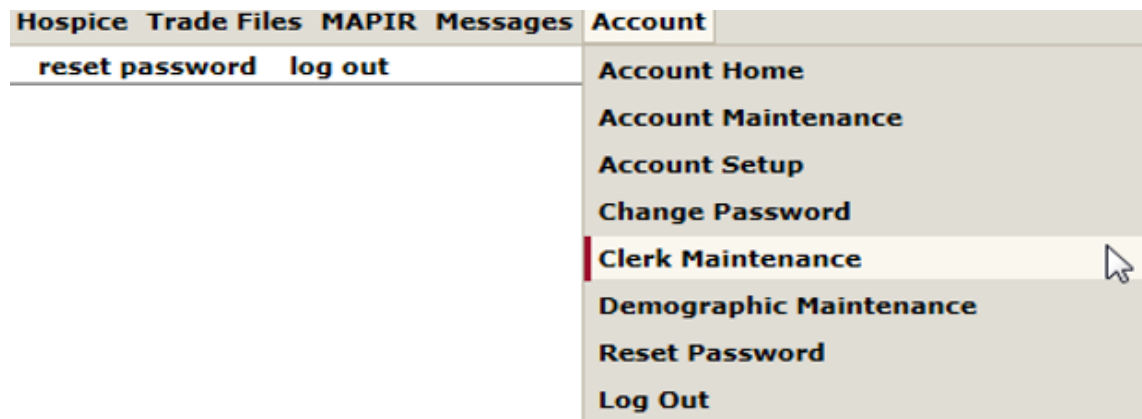 Hospice Trade Files MAPIR Messages Account
reset password log out
Account Home
Account Maintenance
Account Setup
Change Password
Clerk Maintenance
Demographic Maintenance
Reset Password
Log Out